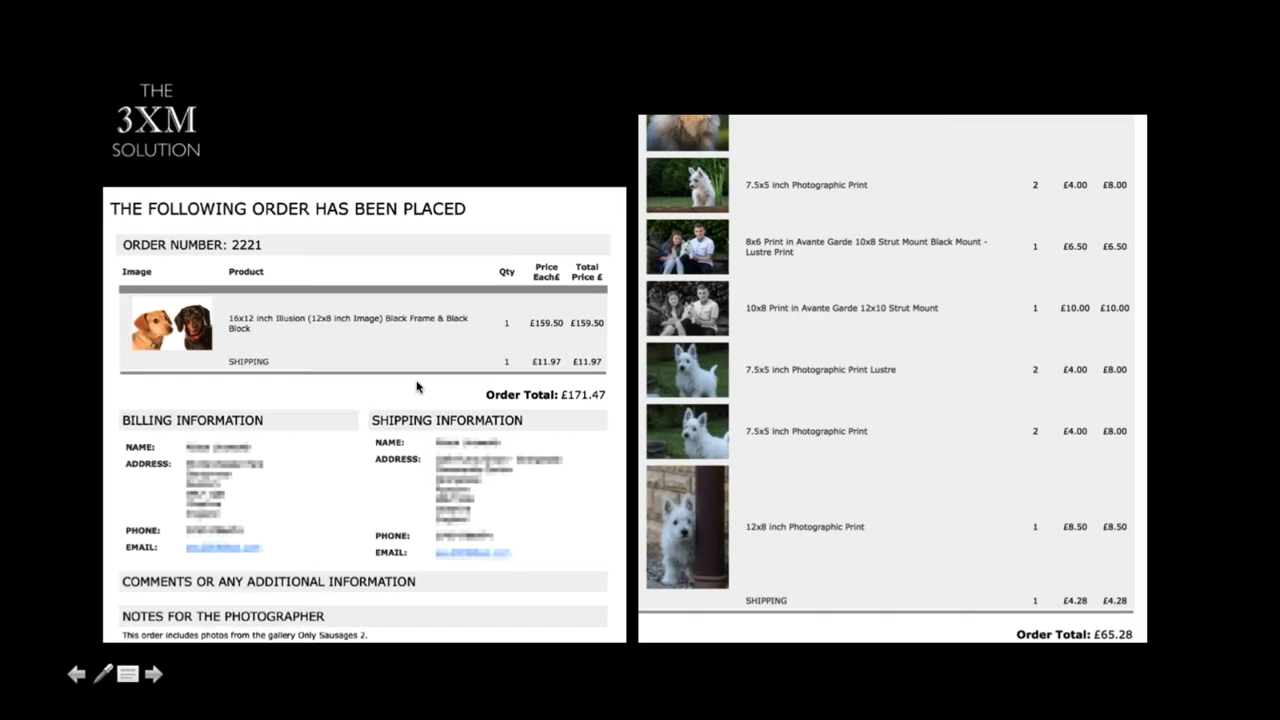 THE
3XM
SOLUTION
THE FOLLOWING ORDER HAS BEEN PLACED
ORDER NUMBER: 2221
Image Product Qty Price Each£ Total Price £
16x12 inch Illusion (12x8 inch Image) Black Frame & Black
Block
1 £159.50 £159.50
SHIPPING 1 £11.97 £11.97
Order Total: £171.47
BILLING INFORMATION
NAME:
ADDRESS:
PHONE:
EMAIL:
SHIPPING INFORMATION
NAME:
ADDRESS:
PHONE:
EMAIL:
COMMENTS OR ANY ADDITIONAL INFORMATION
NOTES FOR THE PHOTOGRAPHER
This order includes photos from the gallery Only Sausages 2.
7.5x5 inch Photographic Print 2 £4.00 £8.00
8x6 Print in Avante Garde 10x8 Strut Mount Black Mount -
Lustre Print
1 £6.50 £6.50
10x8 Print in Avante Garde 12x10 Strut Mount 1 £10.00 £10.00
7.5x5 inch Photographic Print Lustre 2 £4.00 £8.00
7.5x5 inch Photographic Print 2 £4.00 £8.00
12x8 inch Photographic Print 1 £8.50 £8.50
SHIPPING 1 £4.28 £4.28
Order Total: £65.28